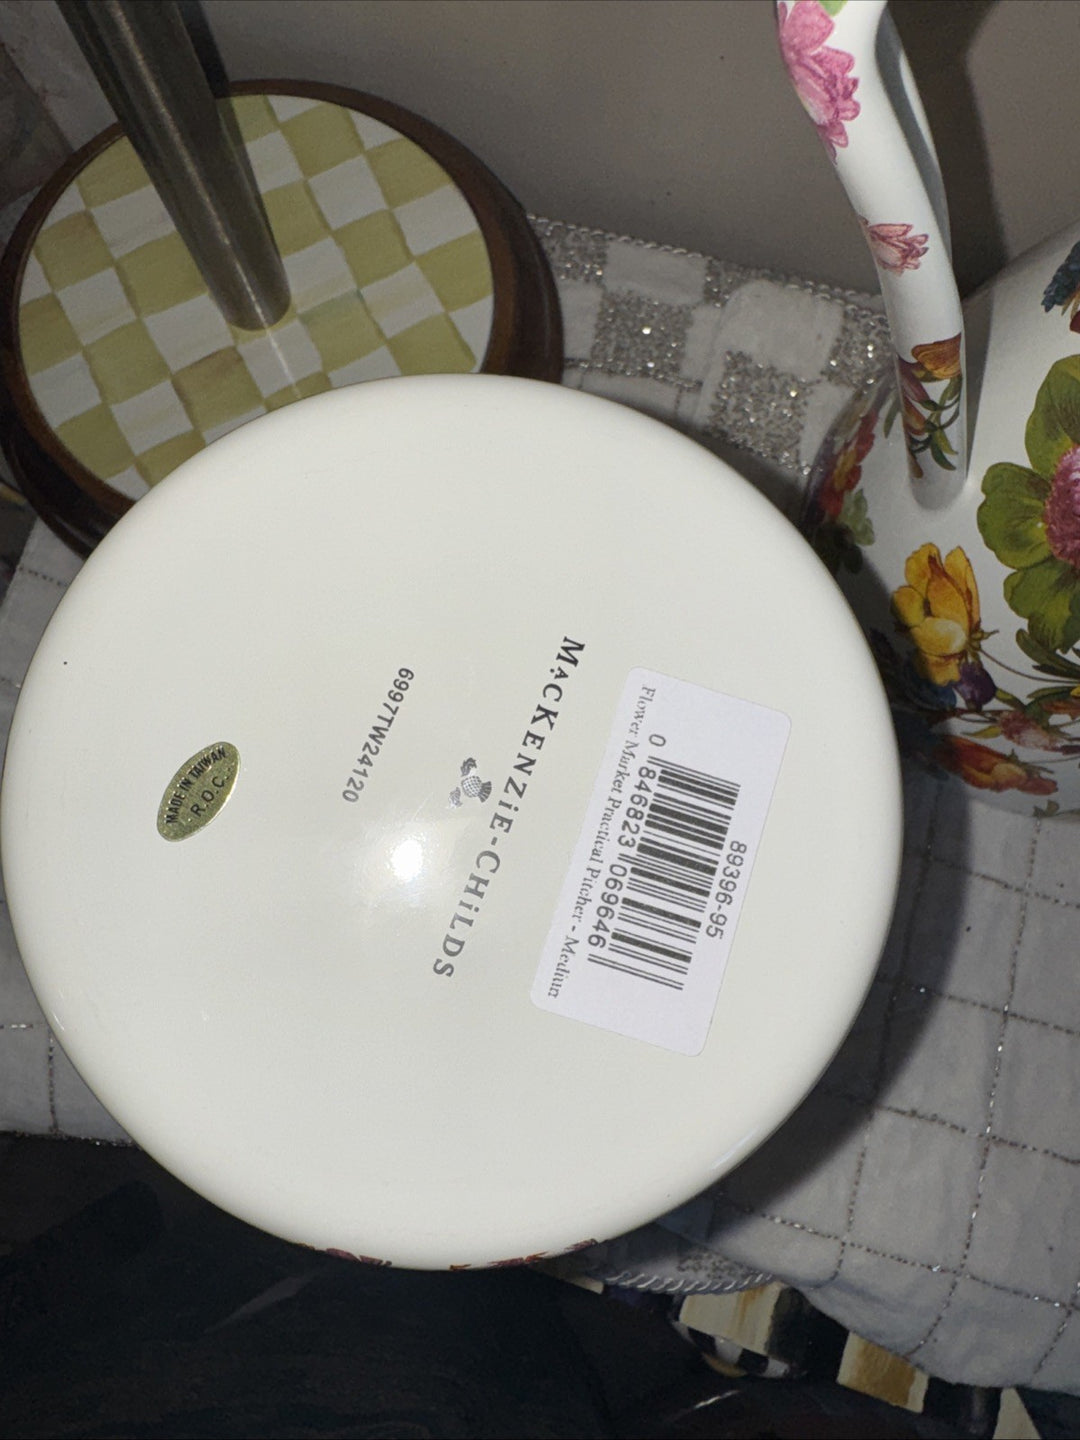 MADE IN TAIWAN
R.O.C.
6997TW24120
MACKENZiE-CHiLDS
Flower Market Practical Pitcher - Medium
0 846823 069646
89396-95